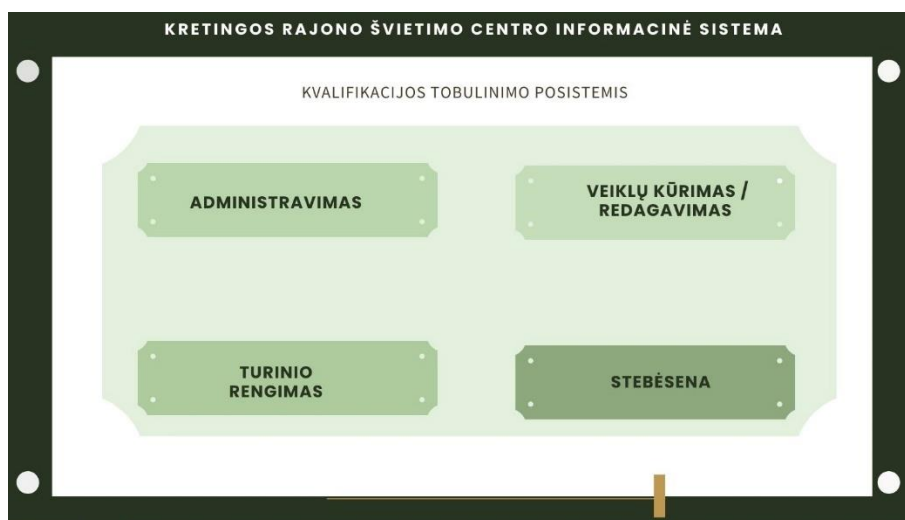 KRETINGOS RAJONO ŠVIETIMO CENTRO INFORMACINĖ SISTEMA
KVALIFIKACIJOS TOBULINIMO POSISTEMIS
ADMINISTRAVIMAS
VEIKLŲ KŪRIMAS /
REDAGAVIMAS
TURINIO
RENGIMAS
STEBĖSENA